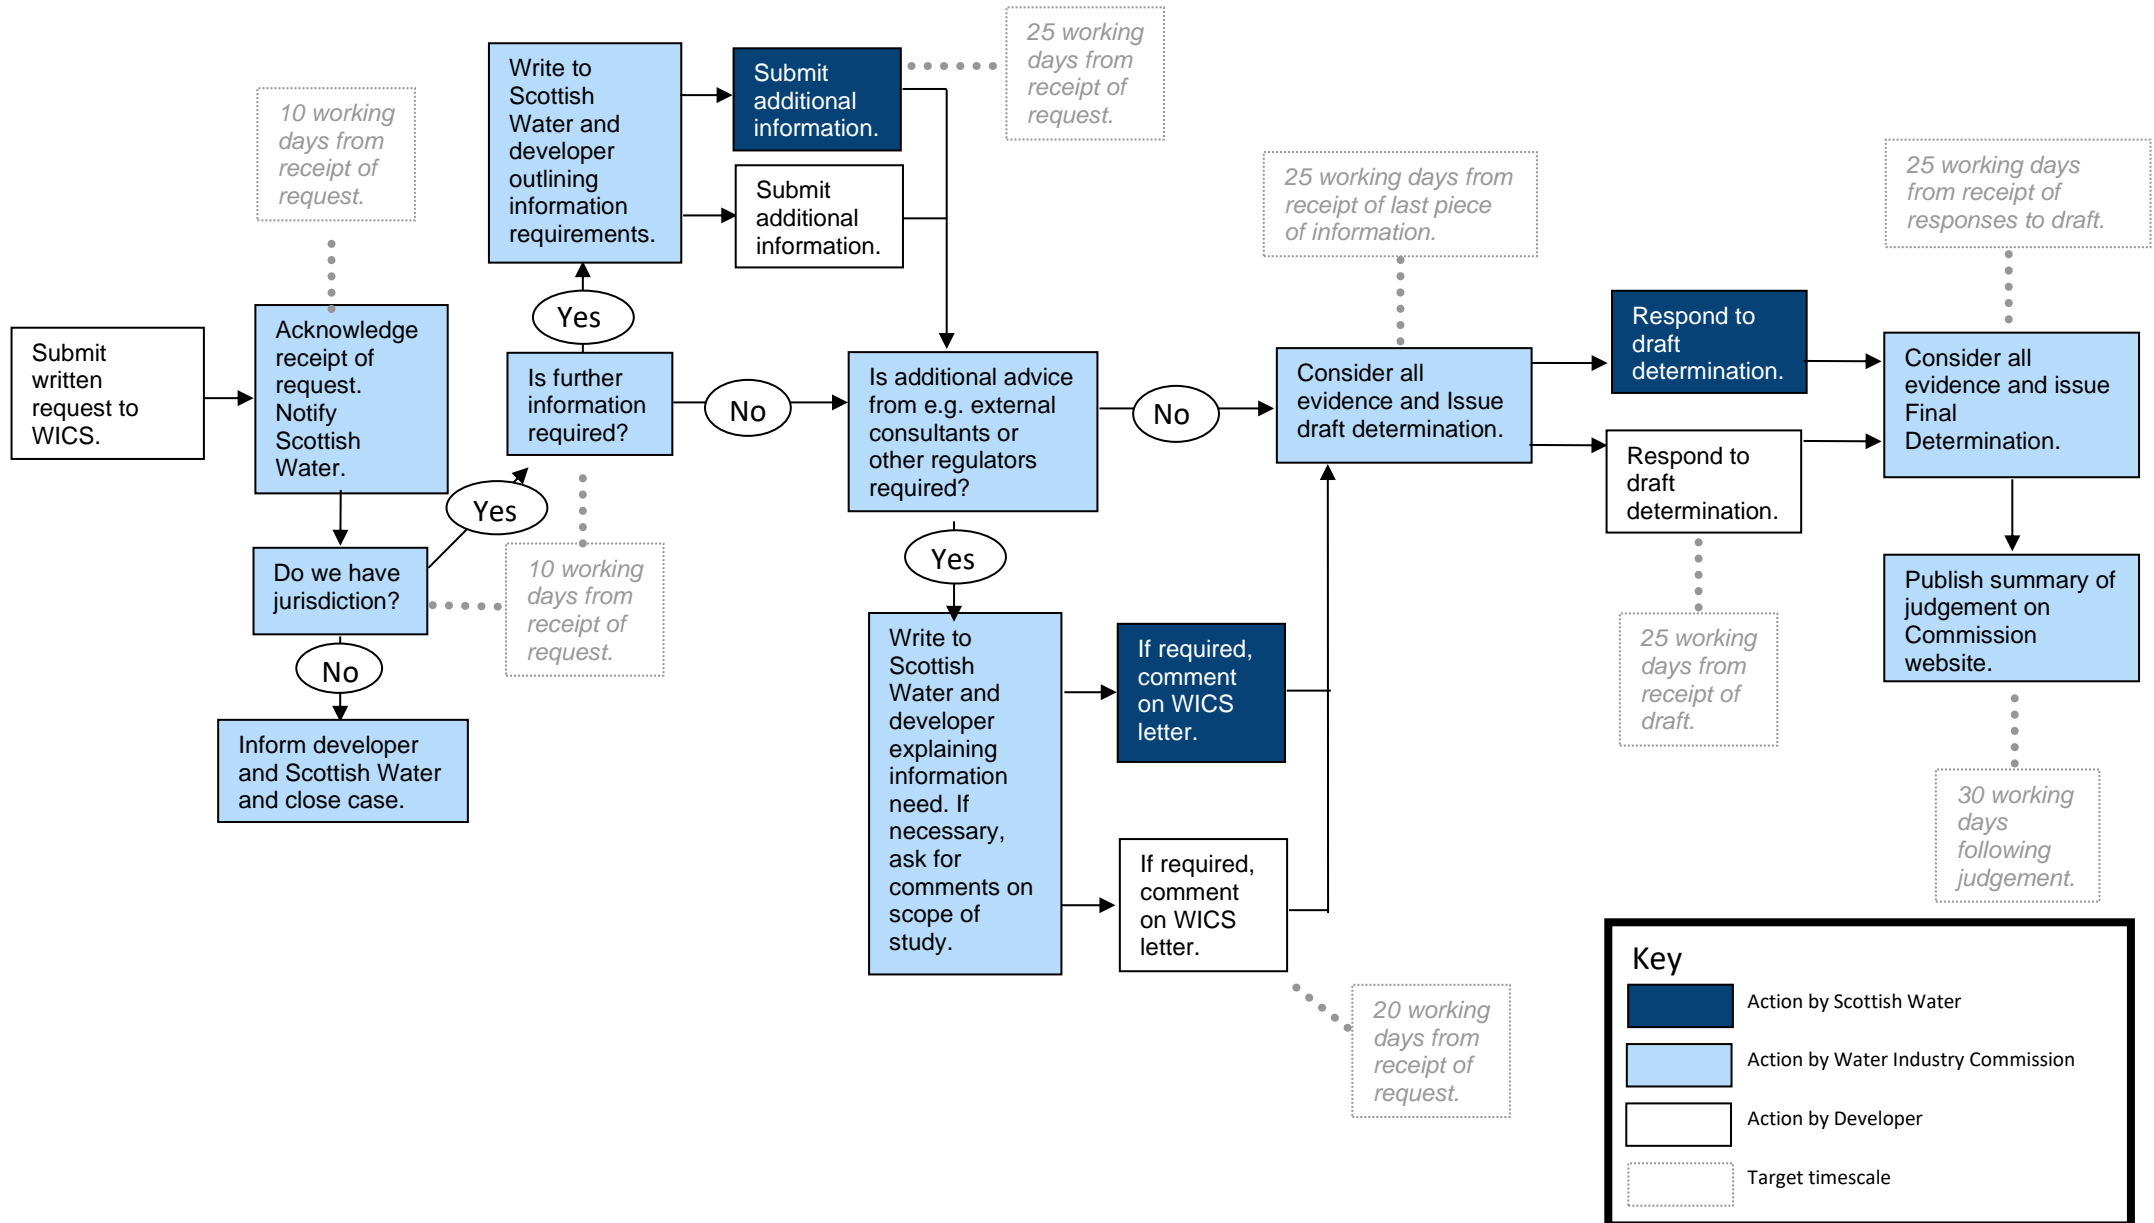 Submit
written
request to
WICS.
10 working
days from
receipt of
request.
Acknowledge
receipt of
request.
Notify
Scottish
Water.
Do we have
jurisdiction?
No
Inform developer
and Scottish Water
and close case.
Yes
10 working
days from
receipt of
request.
Is further
information
required?
Yes
Write to
Scottish
Water and
developer
outlining
information
requirements.
Submit
additional
information.
Submit
additional
information.
25 working
days from
receipt of
request.
No
Is additional advice
from e.g. external
consultants or
other regulators
required?
Yes
Write to
Scottish
Water and
developer
explaining
information
need. If
necessary,
ask for
comments on
scope of
study.
If required,
comment
on WICS
letter.
If required,
comment
on WICS
letter.
20 working
days from
receipt of
request.
No
25 working days from
receipt of last piece
of information.
Consider all
evidence and Issue
draft determination.
Respond to
draft
determination.
Respond to
draft
determination.
25 working
days from
receipt of
draft.
25 working days
from receipt of
responses to draft.
Consider all
evidence and issue
Final
Determination.
Publish summary of
judgement on
Commission
website.
30 working
days
following
judgement.
Key
Action by Scottish Water
Action by Water Industry Commission
Action by Developer
Target timescale